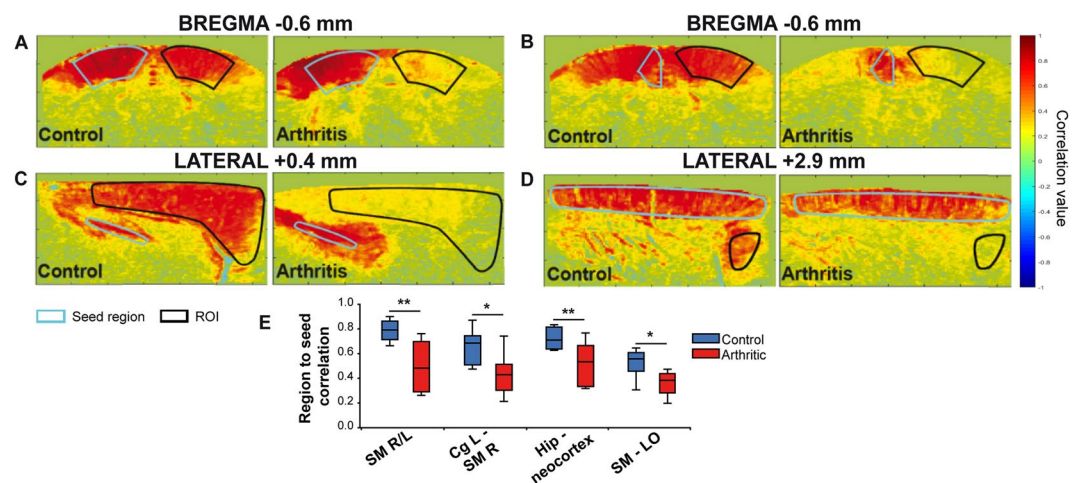 BREGMA -0.6 mm
BREGMA -0.6 mm
A
Control
Arthritis
B
Control
Arthritis
LATERAL +0.4 mm
LATERAL +2.9 mm
C
Control
Arthritis
D
Control
Arthritis
1
0.8
0.6
0.4
0.2
0
-0.2
-0.4
-0.6
-0.8
-1
Correlation value
Seed region
ROI
E
Region to seed
correlation
1.0
0.8
0.6
0.4
0.2
0.0
**
*
**
*
Control
Arthritic
SM R/L
Cg L -
SM R
Hip -
neocortex
SM - LO